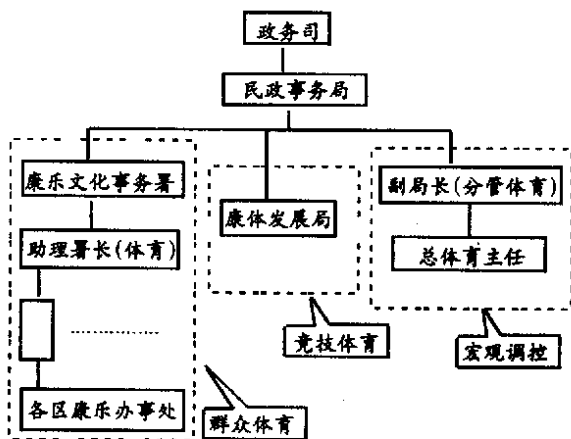 政务司
民政事务局
康乐文化事务署
康体发展局
副局长(分管体育)
助理署长(体育)
总体育主任
竞技体育
宏观调控
各区康乐办事处
群众体育